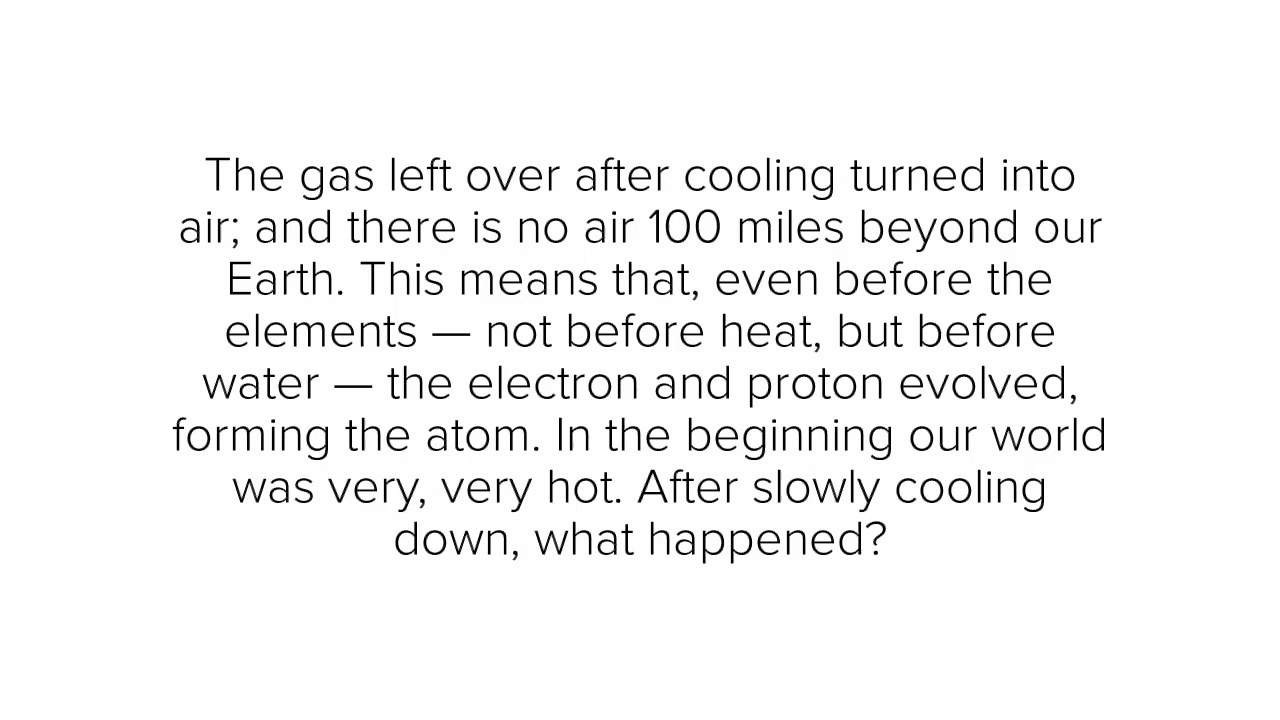 The gas left over after cooling turned into
air; and there is no air 100 miles beyond our
Earth. This means that, even before the
elements — not before heat, but before
water — the electron and proton evolved,
forming the atom. In the beginning our world
was very, very hot. After slowly cooling
down, what happened?